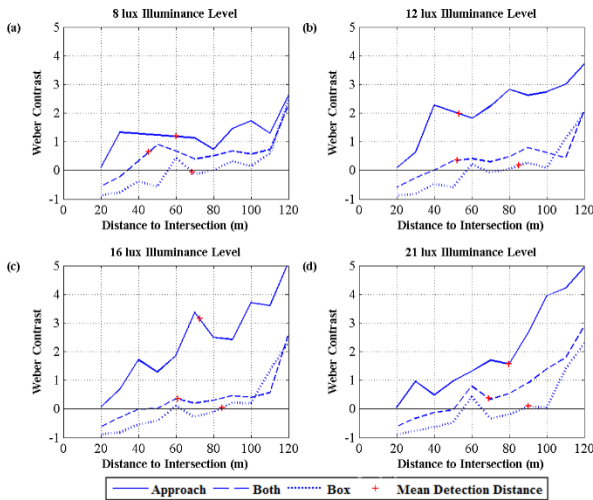 8 lux Illuminance Level
12 lux Illuminance Level
(a)
(b)
5
4
3
2
1
0
-1
Weber Contrast
0 20 40 60 80 100 120
Distance to Intersection (m)
5
4
3
2
1
0
-1
Weber Contrast
0 20 40 60 80 100 120
Distance to Intersection (m)
16 lux Illuminance Level
21 lux Illuminance Level
(c)
(d)
5
4
3
2
1
0
-1
Weber Contrast
0 20 40 60 80 100 120
Distance to Intersection (m)
5
4
3
2
1
0
-1
Weber Contrast
0 20 40 60 80 100 120
Distance to Intersection (m)
Approach Both Box Mean Detection Distance